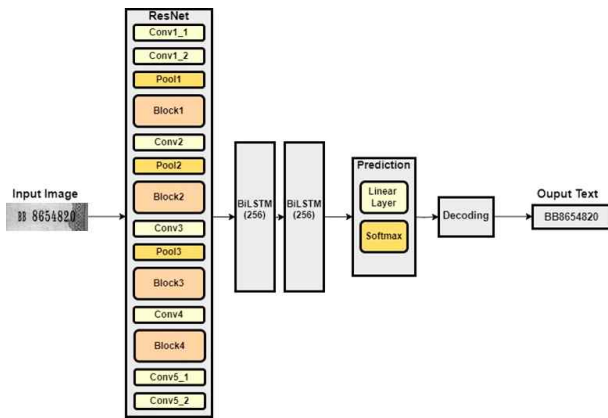 ResNet
Conv1_1
Conv1_2
Pool1
Block1
Conv2
Pool2
Block2
Conv3
Pool3
Block3
Conv4
Block4
Conv5_1
Conv5_2
Input Image
BB 8654820
BiLSTM
(256)
BiLSTM
(256)
Prediction
Linear
Layer
Softmax
Decoding
Ouput Text
BB8654820